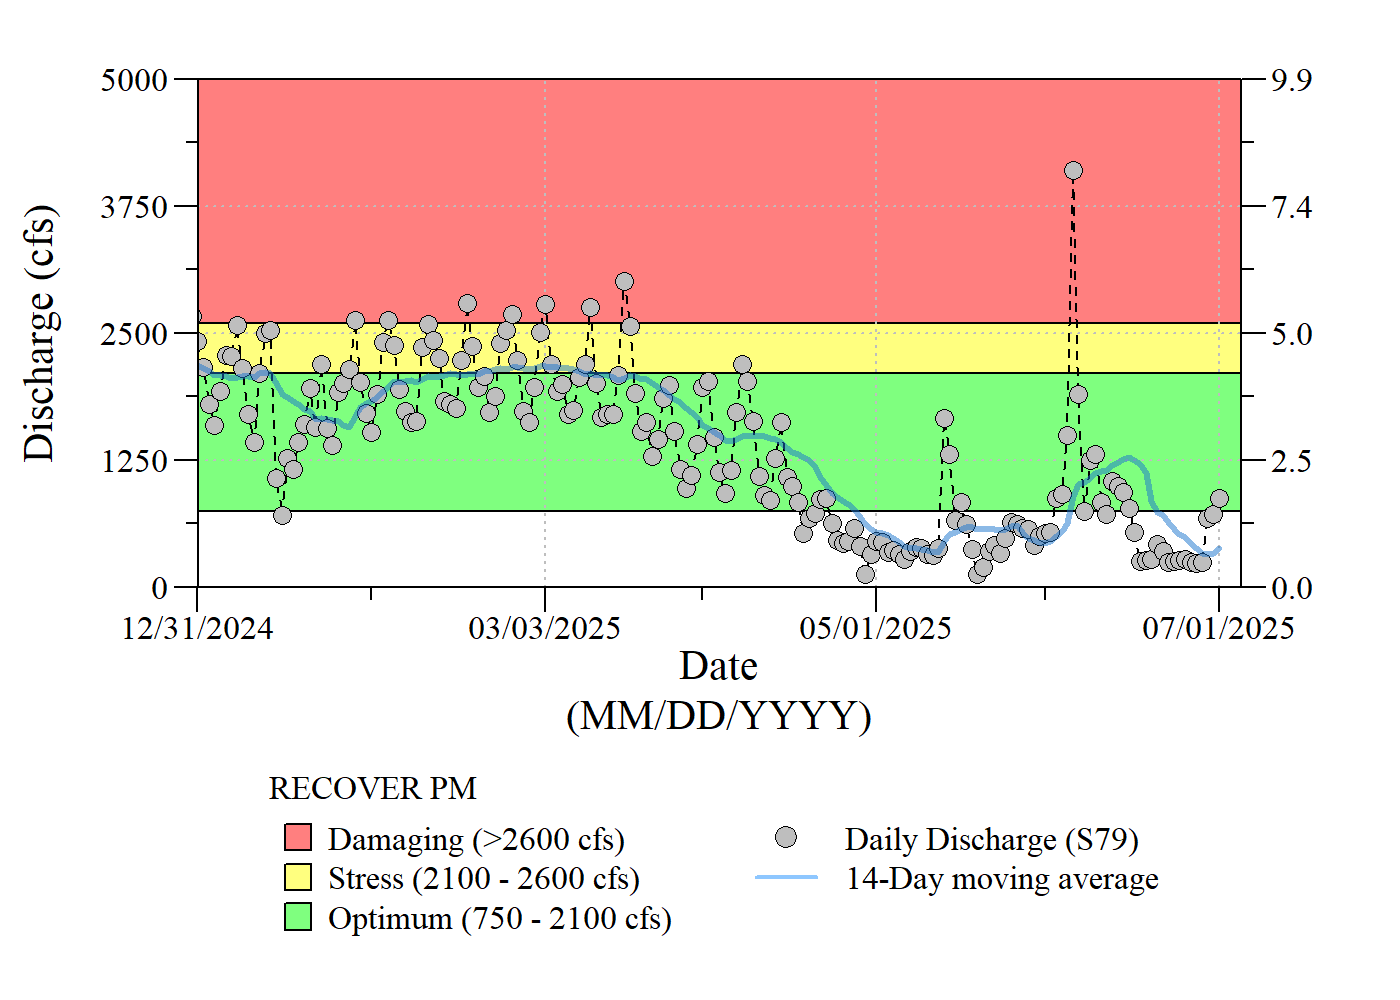 5000
3750
2500
1250
0
9.9
7.4
5.0
2.5
0.0
Discharge (cfs)
12/31/2024
03/03/2025
05/01/2025
07/01/2025
Date
(MM/DD/YYYY)
RECOVER PM
Damaging (>2600 cfs)
Stress (2100 - 2600 cfs)
Optimum (750 - 2100 cfs)
Daily Discharge (S79)
14-Day moving average